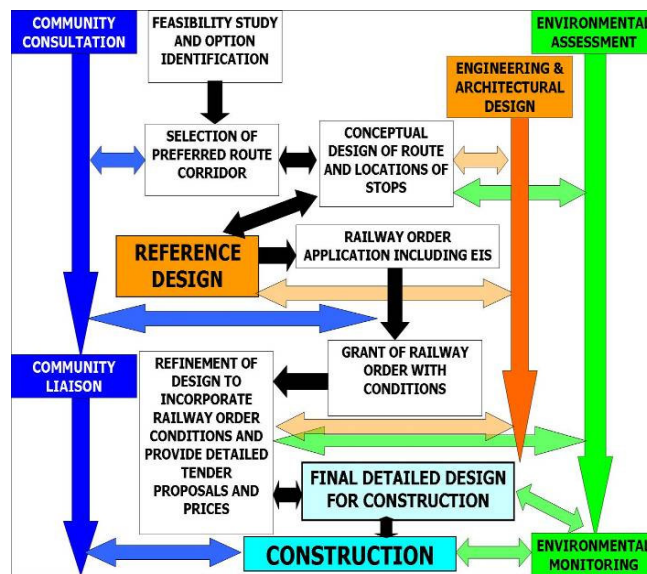 COMMUNITY
CONSULTATION
FEASIBILITY STUDY
AND OPTION
IDENTIFICATION
ENVIRONMENTAL
ASSESSMENT
ENGINEERING &
ARCHITECTURAL
DESIGN
SELECTION OF
PREFERRED ROUTE
CORRIDOR
CONCEPTUAL
DESIGN OF ROUTE
AND LOCATIONS OF
STOPS
REFERENCE
DESIGN
RAILWAY ORDER
APPLICATION INCLUDING EIS
COMMUNITY
LIAISON
REFINEMENT OF
DESIGN TO
INCORPORATE
RAILWAY ORDER
CONDITIONS AND
PROVIDE DETAILED
TENDER
PROPOSALS AND
PRICES
GRANT OF RAILWAY
ORDER WITH
CONDITIONS
FINAL DETAILED DESIGN
FOR CONSTRUCTION
CONSTRUCTION
ENVIRONMENTAL
MONITORING